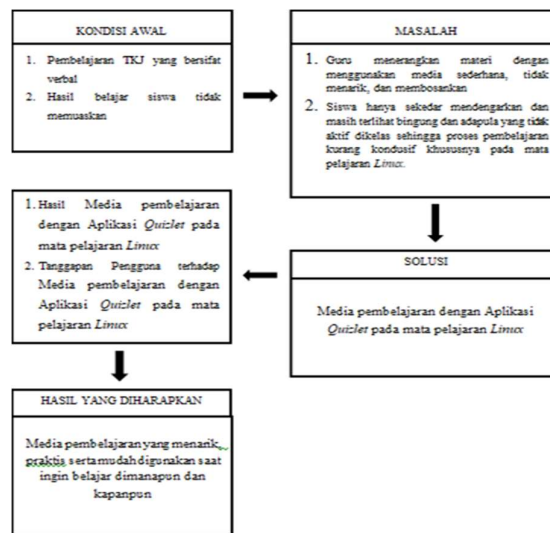 KONDISI AWAL
1. Pembelajaran TKJ yang bersifat
verbal
2. Hasil belajar siswa tidak
memuaskan
MASALAH
1. Guru menerangkan materi dengan
menggunakan media sederhana, tidak
menarik, dan membosankan
2. Siswa hanya sekedar mendengarkan dan
masih terlihat bingung dan adapula yang tidak
aktif dikelas sehingga proses pembelajaran
kurang kondusif khususnya pada mata
pelajaran Linux.
SOLUSI
Media pembelajaran dengan Aplikasi
Quizlet pada mata pelajaran Linux
1. Hasil Media pembelajaran
dengan Aplikasi Quizlet pada
mata pelajaran Linux
2. Tanggapan Pengguna terhadap
Media pembelajaran dengan
Aplikasi Quizlet pada mata
pelajaran Linux
HASIL YANG DIHARAPKAN
Media pembelajaran yang menarik,
praktis serta mudah digunakan saat
ingin belajar dimanapun dan
kapanpun